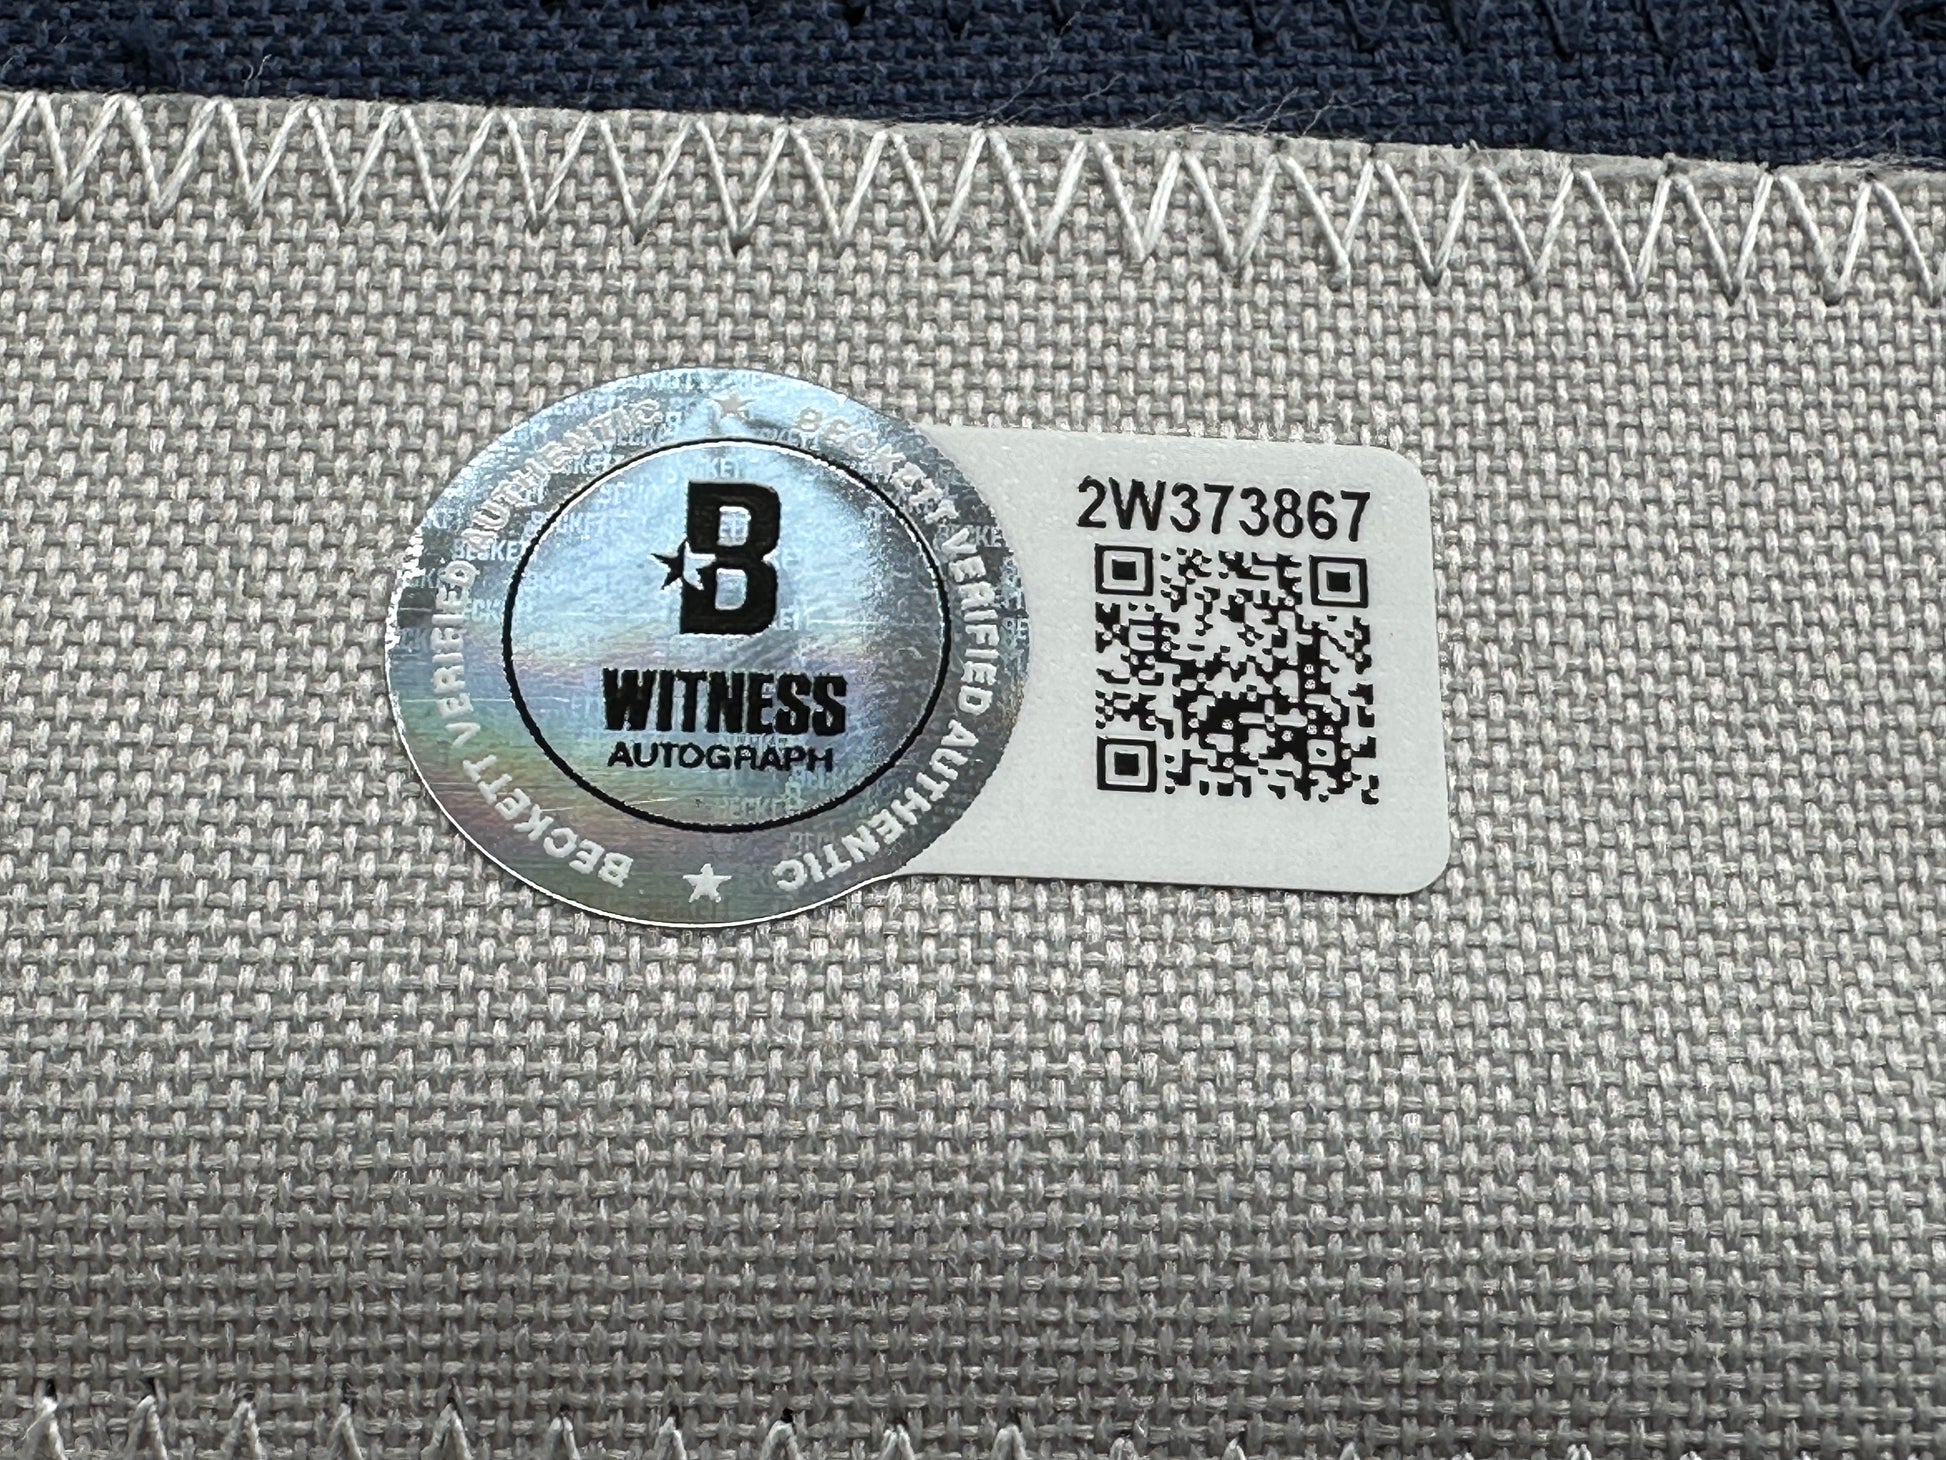 BECKETT VERIFIED AUTHENTIC
BECKETT VERIFIED AUTHENTIC
B
WITNESS
AUTOGRAPH
2W373867